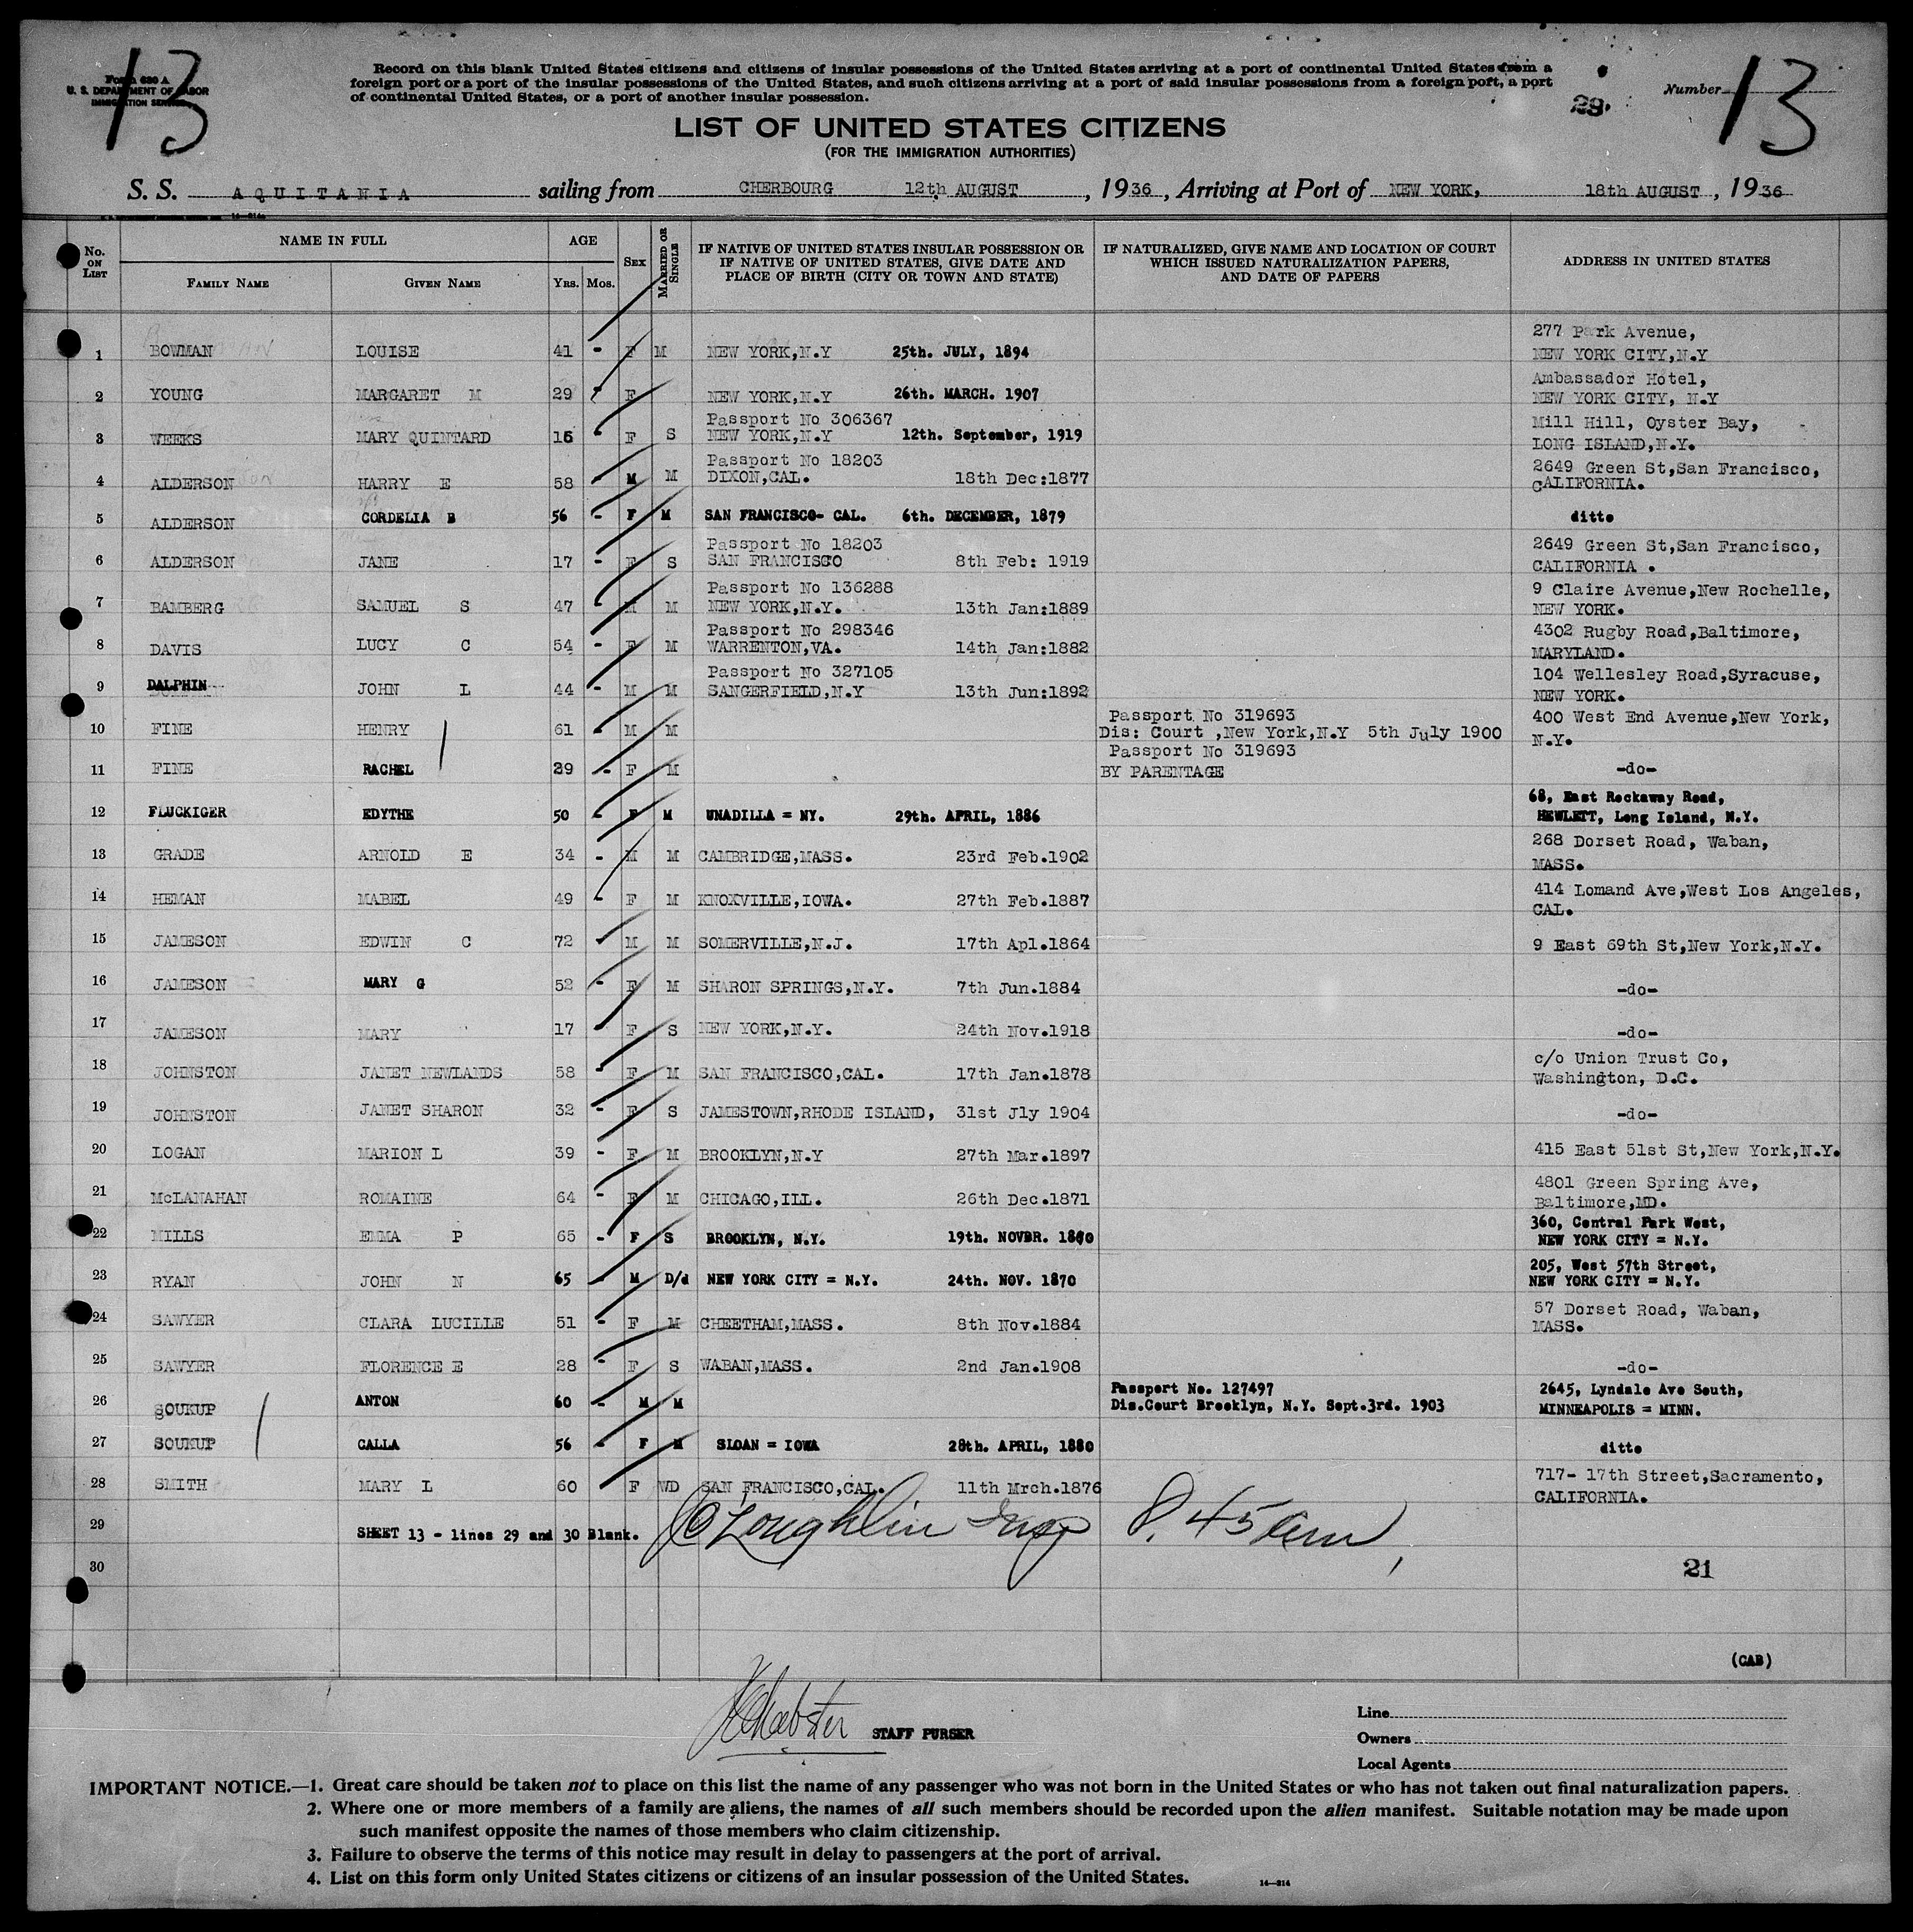 13
Form 630 A
U. S. DEPARTMENT OF LABOR
IMMIGRATION SERVICE
Record on this blank United States citizens and citizens of insular possessions of the United States arriving at a port of continental United States from a
foreign port or a port of the insular possessions of the United States, and such citizens arriving at a port of said insular possessions from a foreign port, a port
of continental United States, or a port of another insular possession.
29.
Number 13
LIST OF UNITED STATES CITIZENS
(FOR THE IMMIGRATION AUTHORITIES)
S. S. AQUITANIA sailing from CHERBOURG 12th AUGUST, 1936, Arriving at Port of NEW YORK, 18th AUGUST, 1936
14—214a
No. ON LIST
NAME IN FULL
FAMILY NAME GIVEN NAME
AGE
YRS. MOS.
SEX
MARRIED OR SINGLE
IF NATIVE OF UNITED STATES INSULAR POSSESSION OR
IF NATIVE OF UNITED STATES, GIVE DATE AND
PLACE OF BIRTH (CITY OR TOWN AND STATE)
IF NATURALIZED, GIVE NAME AND LOCATION OF COURT
WHICH ISSUED NATURALIZATION PAPERS,
AND DATE OF PAPERS
ADDRESS IN UNITED STATES
1 BOWMAN LOUISE 41 - F M NEW YORK,N.Y 25th. JULY, 1894 277 Park Avenue,
NEW YORK CITY,N.Y
2 YOUNG MARGARET M 29 - F NEW YORK,N.Y 26th. MARCH. 1907 Ambassador Hotel,
NEW YORK CITY, N.Y
Passport No 306367
3 WEEKS MARY QUINTARD 16 - F S NEW YORK,N.Y 12th. September, 1919 Mill Hill, Oyster Bay,
LONG ISLAND,N.Y.
Passport No 18203
4 ALDERSON HARRY E 58 - M M DIXON,CAL. 18th Dec:1877 2649 Green St,San Francisco,
CALIFORNIA.
5 ALDERSON CORDELIA B 56 - F M SAN FRANCISCO- CAL. 6th. DECEMBER, 1879 ditto
Passport No 18203
6 ALDERSON JANE 17 - F S SAN FRANCISCO 8th Feb: 1919 2649 Green St,San Francisco,
CALIFORNIA .
Passport No 136288
7 BAMBERG SAMUEL S 47 - M M NEW YORK,N.Y. 13th Jan:1889 9 Claire Avenue,New Rochelle,
NEW YORK.
Passport No 298346
8 DAVIS LUCY C 54 - F M WARRENTON,VA. 14th Jan:1882 4302 Rugby Road,Baltimore,
MARYLAND.
Passport No 327105
9 DALPHIN JOHN L 44 - M M SANGERFIELD,N.Y 13th Jun:1892 104 Wellesley Road,Syracuse,
NEW YORK.
Passport No 319693
10 FINE HENRY 61 - M M Dis: Court ,New York,N.Y 5th July 1900 400 West End Avenue,New York,
N.Y.
Passport No 319693
11 FINE RACHEL 39 - F M BY PARENTAGE -do-
12 FLUCKIGER EDYTHE 50 - F M UNADILLA = NY. 29th. APRIL, 1886 68, East Rockaway Road,
HEWLETT, Long Island, N.Y.
13 GRADE ARNOLD E 34 - M M CAMBRIDGE,MASS. 23rd Feb.1902 268 Dorset Road, Waban,
MASS.
14 HEMAN MABEL 49 - F M KNOXVILLE,IOWA. 27th Feb.1887 414 Lomand Ave,West Los Angeles,
CAL.
15 JAMESON EDWIN C 72 M M SOMERVILLE,N.J. 17th Apl.1864 9 East 69th St,New York,N.Y.
16 JAMESON MARY G 52 - F M SHARON SPRINGS,N.Y. 7th Jun.1884 -do-
17 JAMESON MARY 17 F S NEW YORK,N.Y. 24th Nov.1918 -do-
18 JOHNSTON JANET NEWLANDS 58 - F M SAN FRANCISCO,CAL. 17th Jan.1878 c/o Union Trust Co,
Washington, D.C.
19 JOHNSTON JANET SHARON 32 - F S JAMESTOWN,RHODE ISLAND, 31st Jly 1904 -do-
20 LOGAN MARION L 39 - F M BROOKLYN,N.Y 27th Mar.1897 415 East 51st St,New York,N.Y.
21 McLANAHAN ROMAINE 64 - F M CHICAGO,ILL. 26th Dec.1871 4801 Green Spring Ave,
Baltimore,MD.
22 MILLS EMMA P 65 - F S BROOKLYN, N.Y. 19th. NOVBR. 1870 360, Central Park West,
NEW YORK CITY = N.Y.
23 RYAN JOHN N 65 - M D/d NEW YORK CITY = N.Y. 24th. NOV. 1870 205, West 57th Street,
NEW YORK CITY = N.Y.
24 SAWYER CLARA LUCILLE 51 - F M CHEETHAM,MASS. 8th Nov.1884 57 Dorset Road, Waban,
MASS.
25 SAWYER FLORENCE E 28 - F S WABAN,MASS. 2nd Jan.1908 -do-
26 SOUKUP ANTON 60 - M M Passport No. 127497
Dis.Court Brooklyn, N.Y. Sept.3rd. 1903 2645, Lyndale Ave South,
MINNEAPOLIS = MINN.
27 SOUKUP CALLA 56 - F M SLOAN = IOWA 28th. APRIL, 1880 ditto
28 SMITH MARY L 60 F WD SAN FRANCISCO,CAL. 11th Mrch.1876 717- 17th Street,Sacramento,
CALIFORNIA.
29 SHEET 13 - lines 29 and 30 Blank. O'Loughlin Insp 8.45 am
30 21
(CAB)
Webster STAFF PURSER
Line
Owners
Local Agents
IMPORTANT NOTICE.—1. Great care should be taken not to place on this list the name of any passenger who was not born in the United States or who has not taken out final naturalization papers.
2. Where one or more members of a family are aliens, the names of all such members should be recorded upon the alien manifest. Suitable notation may be made upon
such manifest opposite the names of those members who claim citizenship.
3. Failure to observe the terms of this notice may result in delay to passengers at the port of arrival.
4. List on this form only United States citizens or citizens of an insular possession of the United States.
14—214